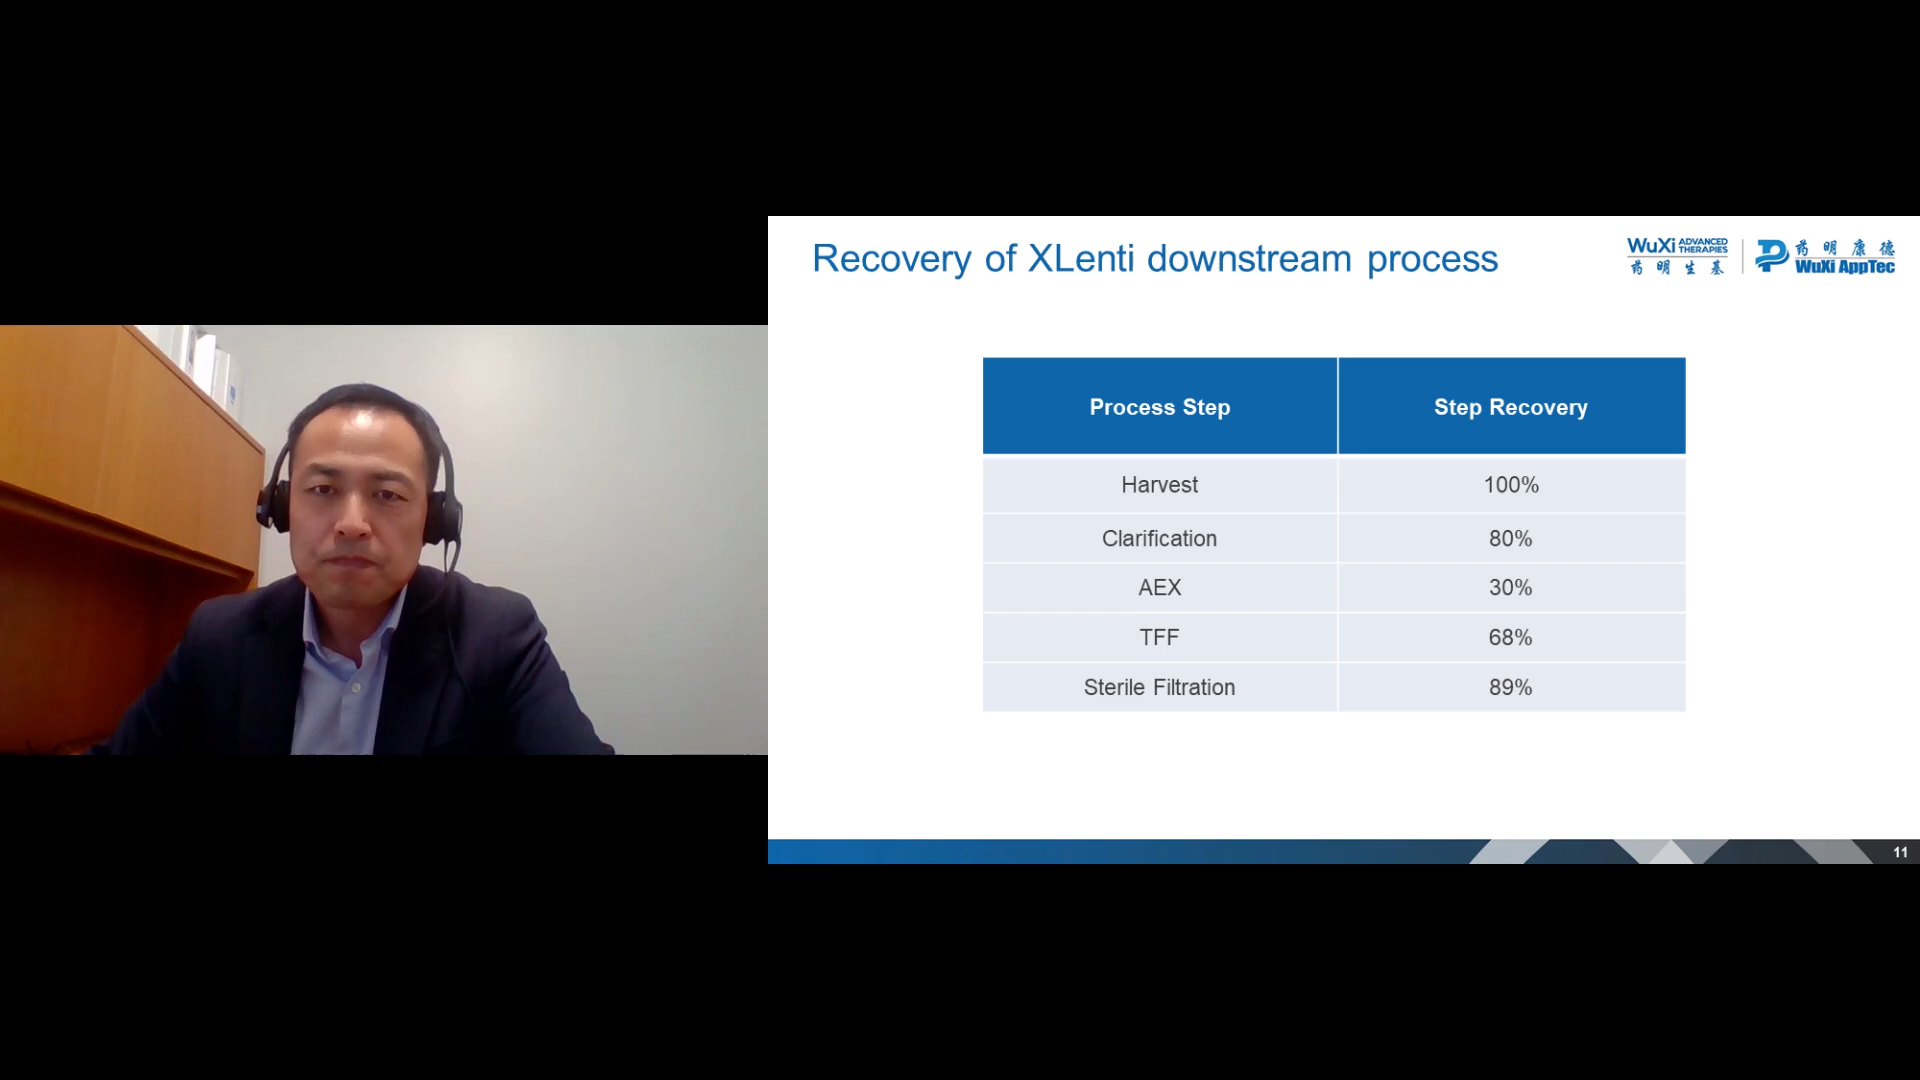 Recovery of XLenti downstream process
WuXi ADVANCED THERAPIES
药明生基
药明康德
WuXi AppTec
Process Step Step Recovery
Harvest 100%
Clarification 80%
AEX 30%
TFF 68%
Sterile Filtration 89%
11